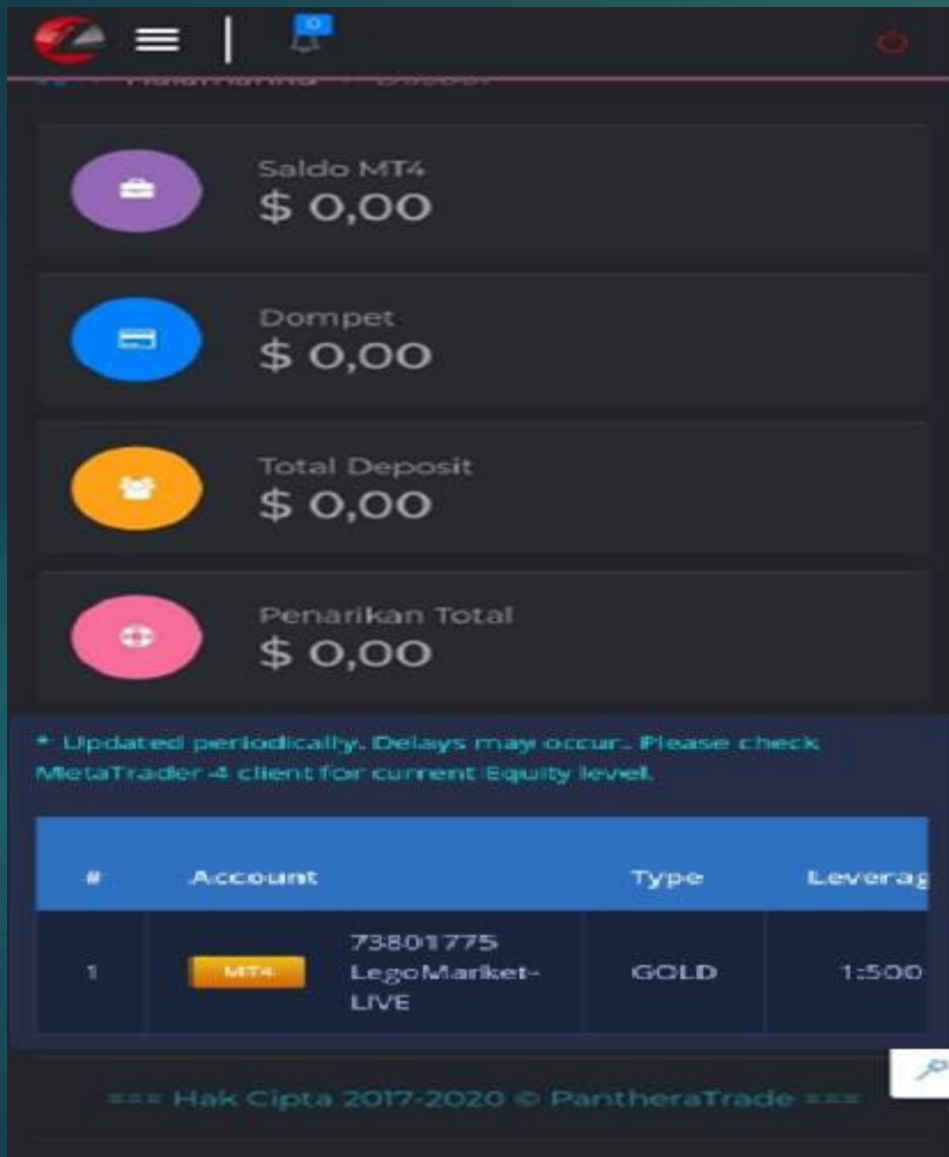 0
Saldo MT4
$ 0,00
Dompet
$ 0,00
Total Deposit
$ 0,00
Penarikan Total
$ 0,00
* Updated periodically. Delays may occur. Please check
MetaTrader 4 client for current Equity level.
# Account Type Leverag
1 MT4 73801775 GOLD 1:500
LegoMarket-
LIVE
=== Hak Cipta 2017-2020 © PantheraTrade ===